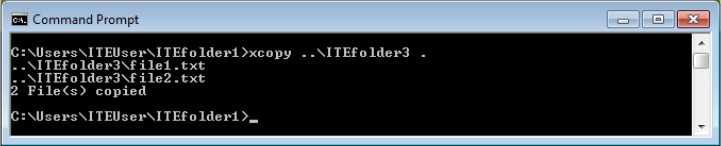 Command Prompt
C:\Users\ITEUser\ITEfolder1>xcopy ..\ITEfolder3 .
..\ITEfolder3\file1.txt
..\ITEfolder3\file2.txt
2 File(s) copied
C:\Users\ITEUser\ITEfolder1>_